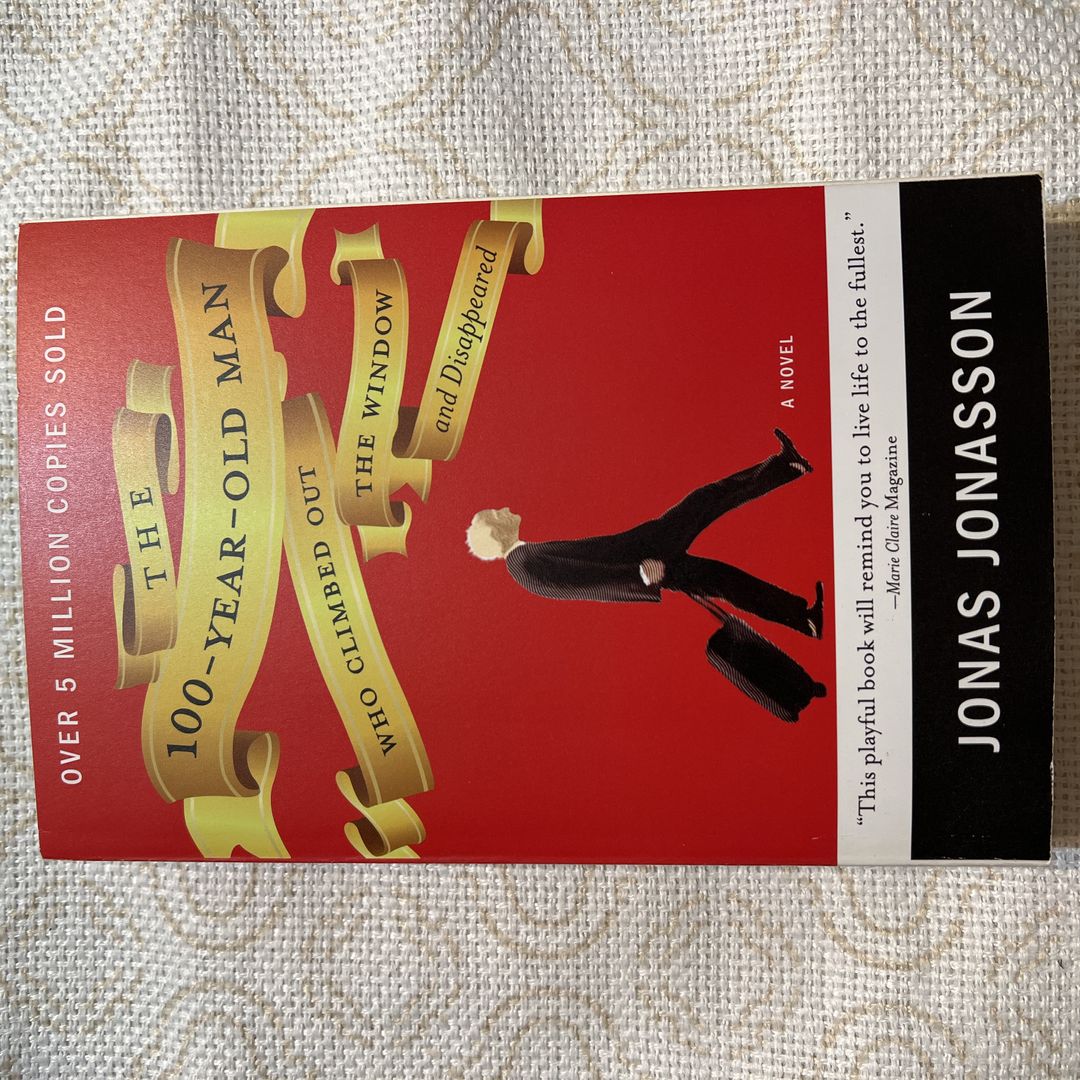 OVER 5 MILLION COPIES SOLD
THE
100-YEAR-OLD MAN
WHO CLIMBED OUT
THE WINDOW
and Disappeared
A NOVEL
“This playful book will remind you to live life to the fullest.”
—Marie Claire Magazine
JONAS JONASSON